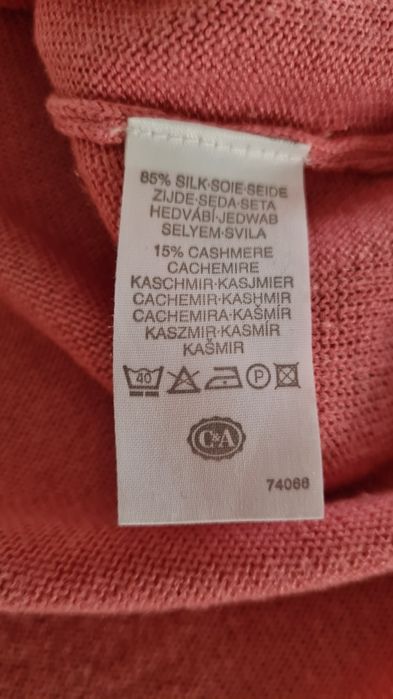 85% SILK·SOIE·SEIDE
ZIJDE·SEDA·SETA
HEDVÁBÍ·JEDWAB
SELYEM·SVILA
15% CASHMERE
CACHEMIRE
KASCHMIR·KASJMIER
CACHEMIR·KASHMIR
CACHEMIRA·KAŠMÍR
KASZMIR·KASMÍR
KAŠMIR
40 P
C&A
74066